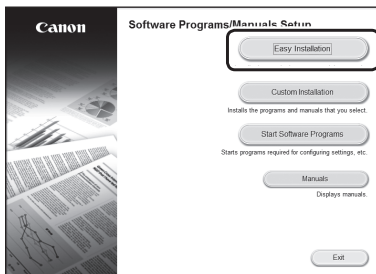 Canon
Software Programs/Manuals Setup
Easy Installation
Custom Installation
Installs the programs and manuals that you select.
Start Software Programs
Starts programs required for configuring settings, etc.
Manuals
Displays manuals.
Exit